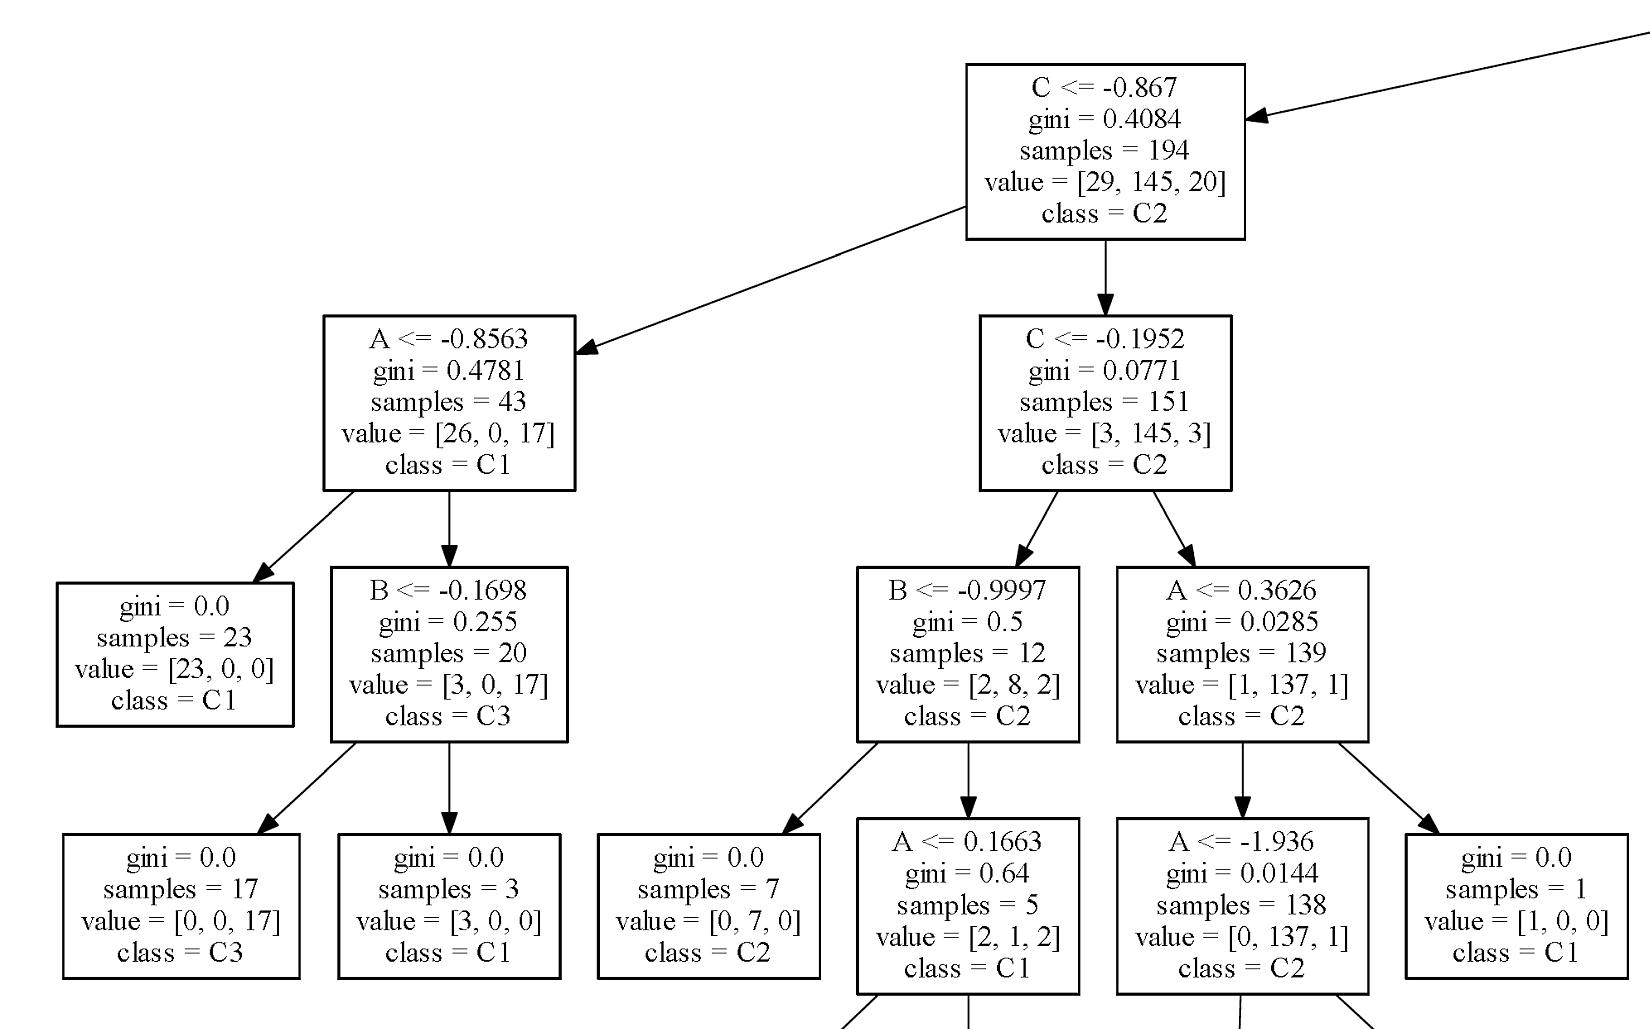 C <= -0.867
gini = 0.4084
samples = 194
value = [29, 145, 20]
class = C2
A <= -0.8563
gini = 0.4781
samples = 43
value = [26, 0, 17]
class = C1
C <= -0.1952
gini = 0.0771
samples = 151
value = [3, 145, 3]
class = C2
gini = 0.0
samples = 23
value = [23, 0, 0]
class = C1
B <= -0.1698
gini = 0.255
samples = 20
value = [3, 0, 17]
class = C3
B <= -0.9997
gini = 0.5
samples = 12
value = [2, 8, 2]
class = C2
A <= 0.3626
gini = 0.0285
samples = 139
value = [1, 137, 1]
class = C2
gini = 0.0
samples = 17
value = [0, 0, 17]
class = C3
gini = 0.0
samples = 3
value = [3, 0, 0]
class = C1
gini = 0.0
samples = 7
value = [0, 7, 0]
class = C2
A <= 0.1663
gini = 0.64
samples = 5
value = [2, 1, 2]
class = C1
A <= -1.936
gini = 0.0144
samples = 138
value = [0, 137, 1]
class = C2
gini = 0.0
samples = 1
value = [1, 0, 0]
class = C1